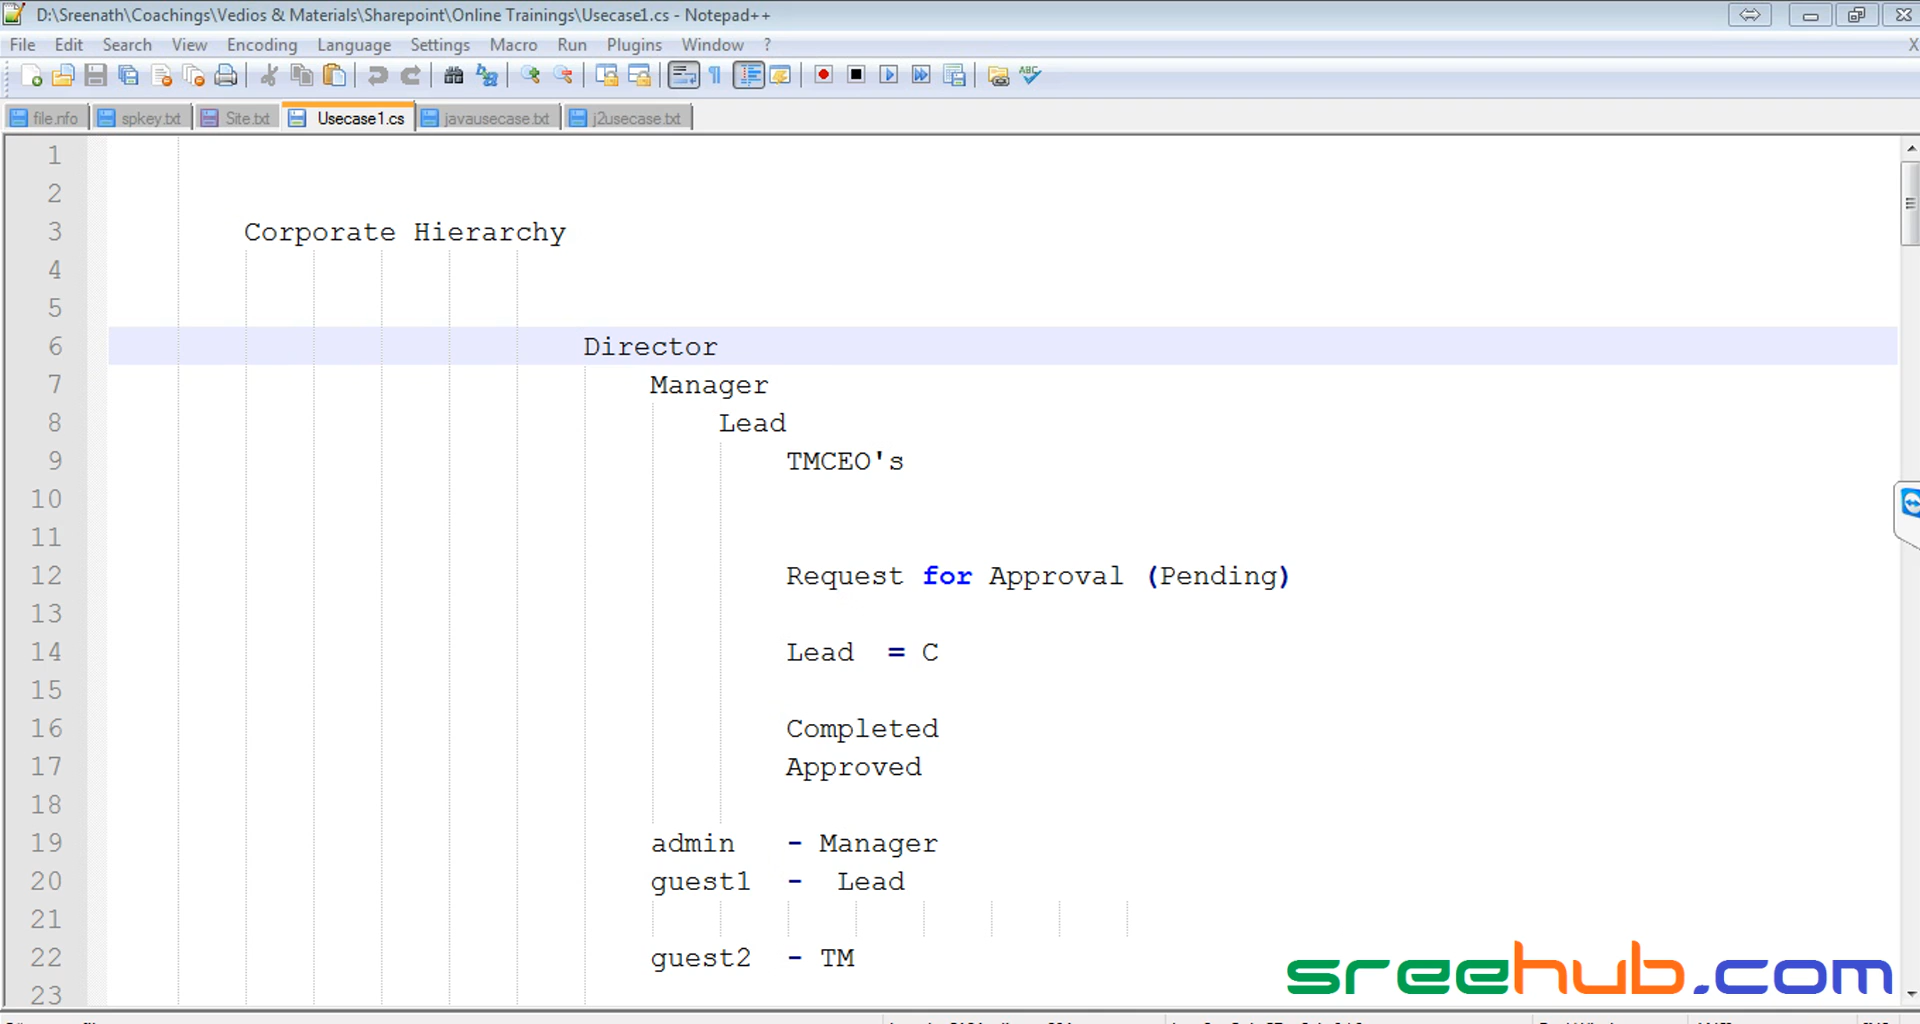 D:\Sreenath\Coachings\Vedios & Materials\Sharepoint\Online Trainings\Usecase1.cs - Notepad++
File Edit Search View Encoding Language Settings Macro Run Plugins Window ? X
file.nfo spkey.txt Site.txt Usecase1.cs javausecase.txt j2usecase.txt
1
2
3 Corporate Hierarchy
4
5
6 Director
7 Manager
8 Lead
9 TMCEO's
10
11
12 Request for Approval (Pending)
13
14 Lead = C
15
16 Completed
17 Approved
18
19 admin - Manager
20 guest1 - Lead
21
22 guest2 - TM
23
sreehub.com